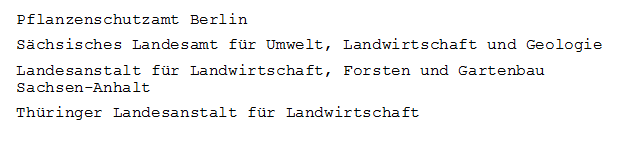 Pflanzenschutzamt Berlin
Sächsisches Landesamt für Umwelt, Landwirtschaft und Geologie
Landesanstalt für Landwirtschaft, Forsten und Gartenbau
Sachsen-Anhalt
Thüringer Landesanstalt für Landwirtschaft